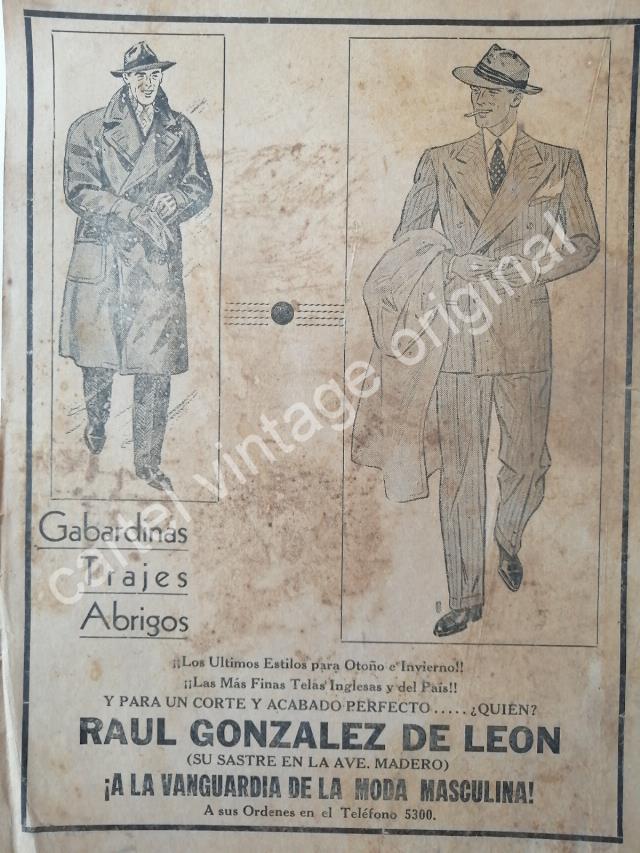 Gabardinas
Trajes
Abrigos
¡¡Los Ultimos Estilos para Otoño e Invierno!!
¡¡Las Más Finas Telas Inglesas y del País!!
Y PARA UN CORTE Y ACABADO PERFECTO..... ¿QUIEN?
RAUL GONZALEZ DE LEON
(SU SASTRE EN LA AVE. MADERO)
¡A LA VANGUARDIA DE LA MODA MASCULINA!
A sus Ordenes en el Teléfono 5300.
cartel vintage original